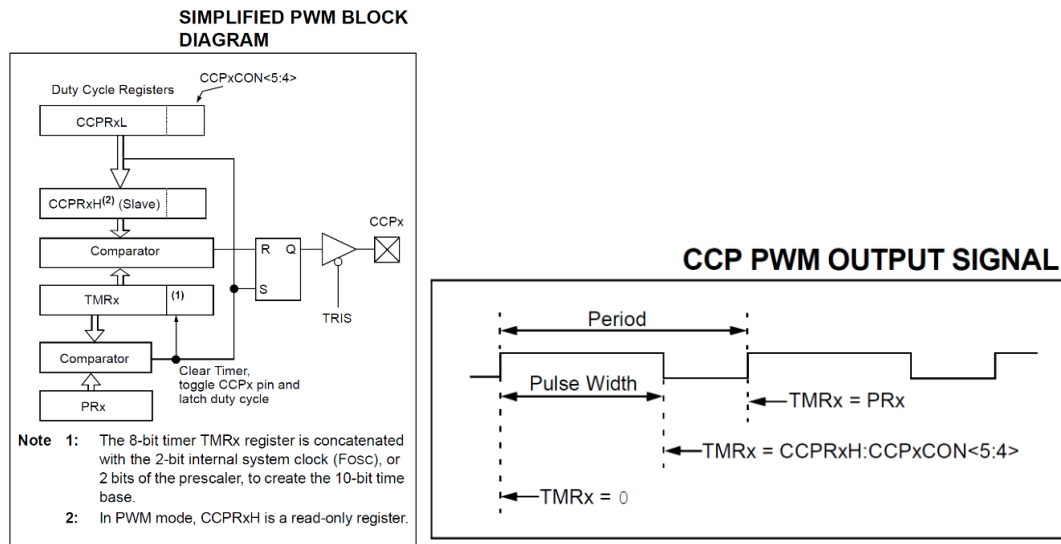 SIMPLIFIED PWM BLOCK
DIAGRAM
CCPxCON<5:4>
Duty Cycle Registers
CCPRxL
CCPRxH(2) (Slave)
CCPx
Comparator
R Q
S
TMRx
(1)
TRIS
Comparator
Clear Timer,
toggle CCPx pin and
latch duty cycle
PRx
Note 1: The 8-bit timer TMRx register is concatenated
with the 2-bit internal system clock (FOSC), or
2 bits of the prescaler, to create the 10-bit time
base.
2: In PWM mode, CCPRxH is a read-only register.
CCP PWM OUTPUT SIGNAL
Period
Pulse Width
TMRx = PRx
TMRx = CCPRxH:CCPxCON<5:4>
TMRx = 0